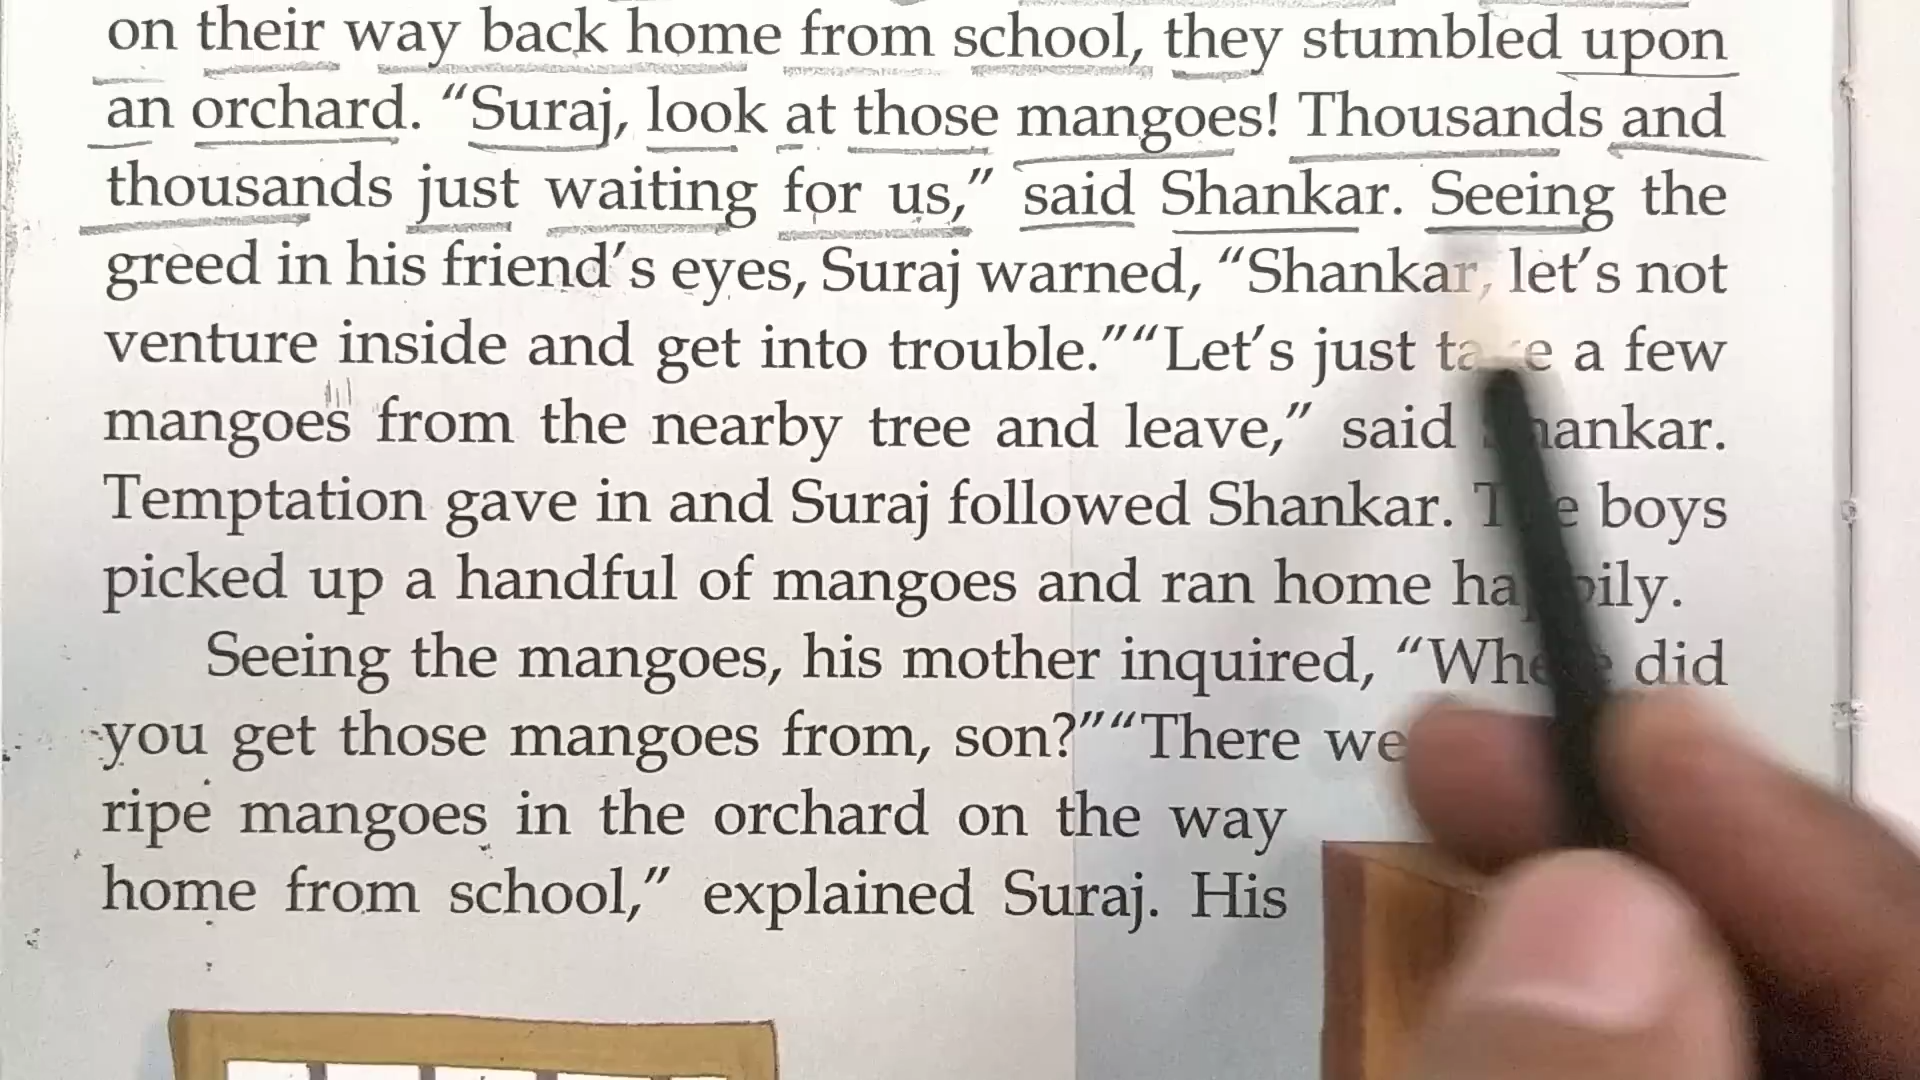 on their way back home from school, they stumbled upon
an orchard. “Suraj, look at those mangoes! Thousands and
thousands just waiting for us,” said Shankar. Seeing the
greed in his friend’s eyes, Suraj warned, “Shankar, let’s not
venture inside and get into trouble.” “Let’s just take a few
mangoes from the nearby tree and leave,” said Shankar.
Temptation gave in and Suraj followed Shankar. The boys
picked up a handful of mangoes and ran home happily.
Seeing the mangoes, his mother inquired, “Where did
you get those mangoes from, son?” “There
ripe mangoes in the orchard on the way
home from school,” explained Suraj. His